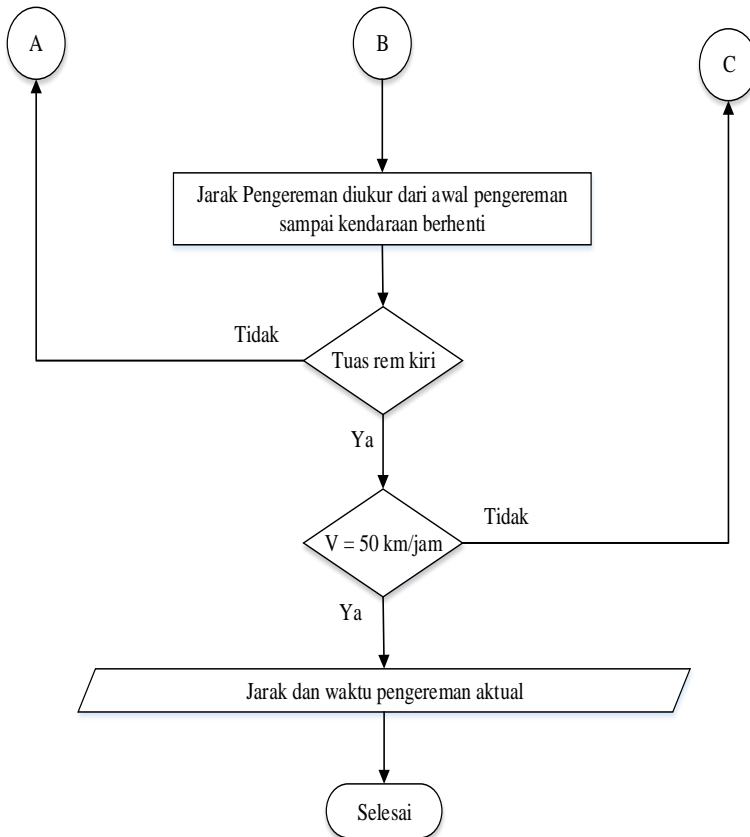 A
B
C
Jarak Pengereman diukur dari awal pengereman
sampai kendaraan berhenti
Tidak
Tuas rem kiri
Ya
Tidak
V = 50 km/jam
Ya
Jarak dan waktu pengereman aktual
Selesai